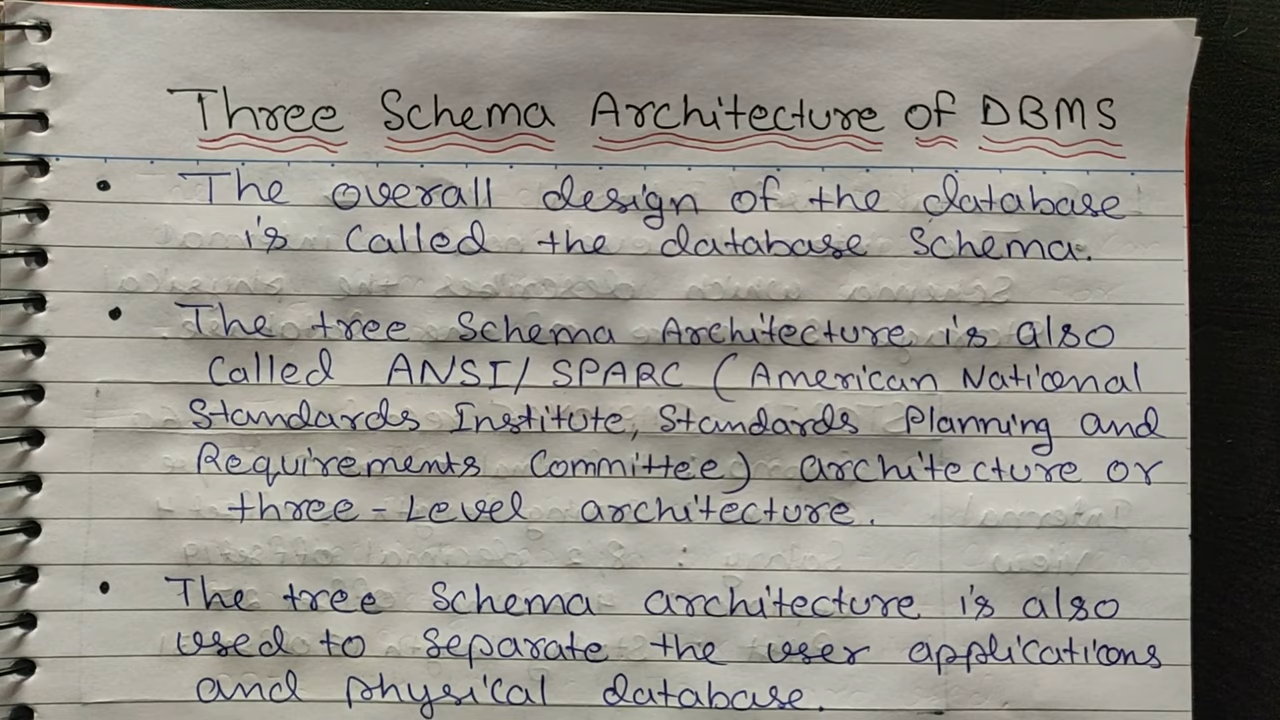 Three Schema Architecture of DBMS
• The overall design of the database
is called the database Schema.
• The tree Schema Architecture is also
called ANSI/SPARC (American National
Standards Institute, Standards Planning and
Requirements Committee) architecture or
three-Level architecture.
• The tree Schema architecture is also
used to separate the user applications
and physical database.